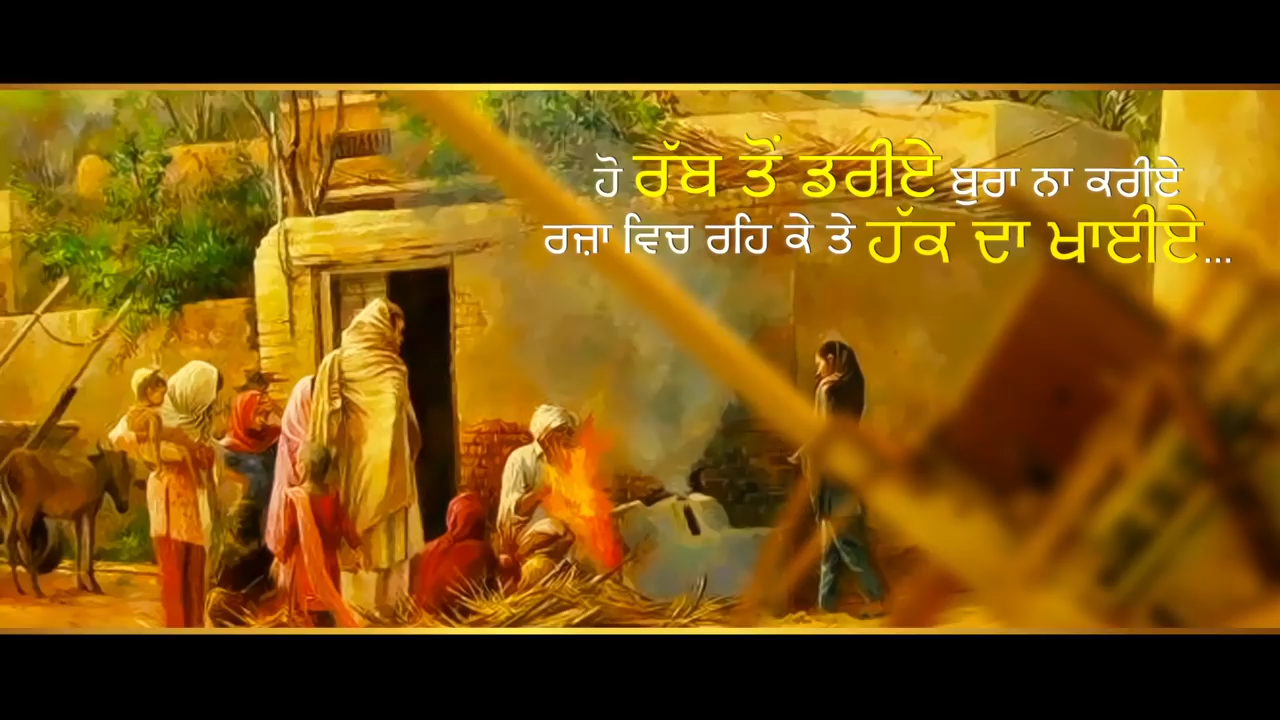 ਹੋ ਰੱਬ ਤੋਂ ਡਰੀਏ ਬੁਰਾ ਨਾ ਕਰੀਏ
ਰਜ਼ਾ ਵਿਚ ਰਹਿ ਕੇ ਤੇ ਹੱਕ ਦਾ ਖਾਈਏ...